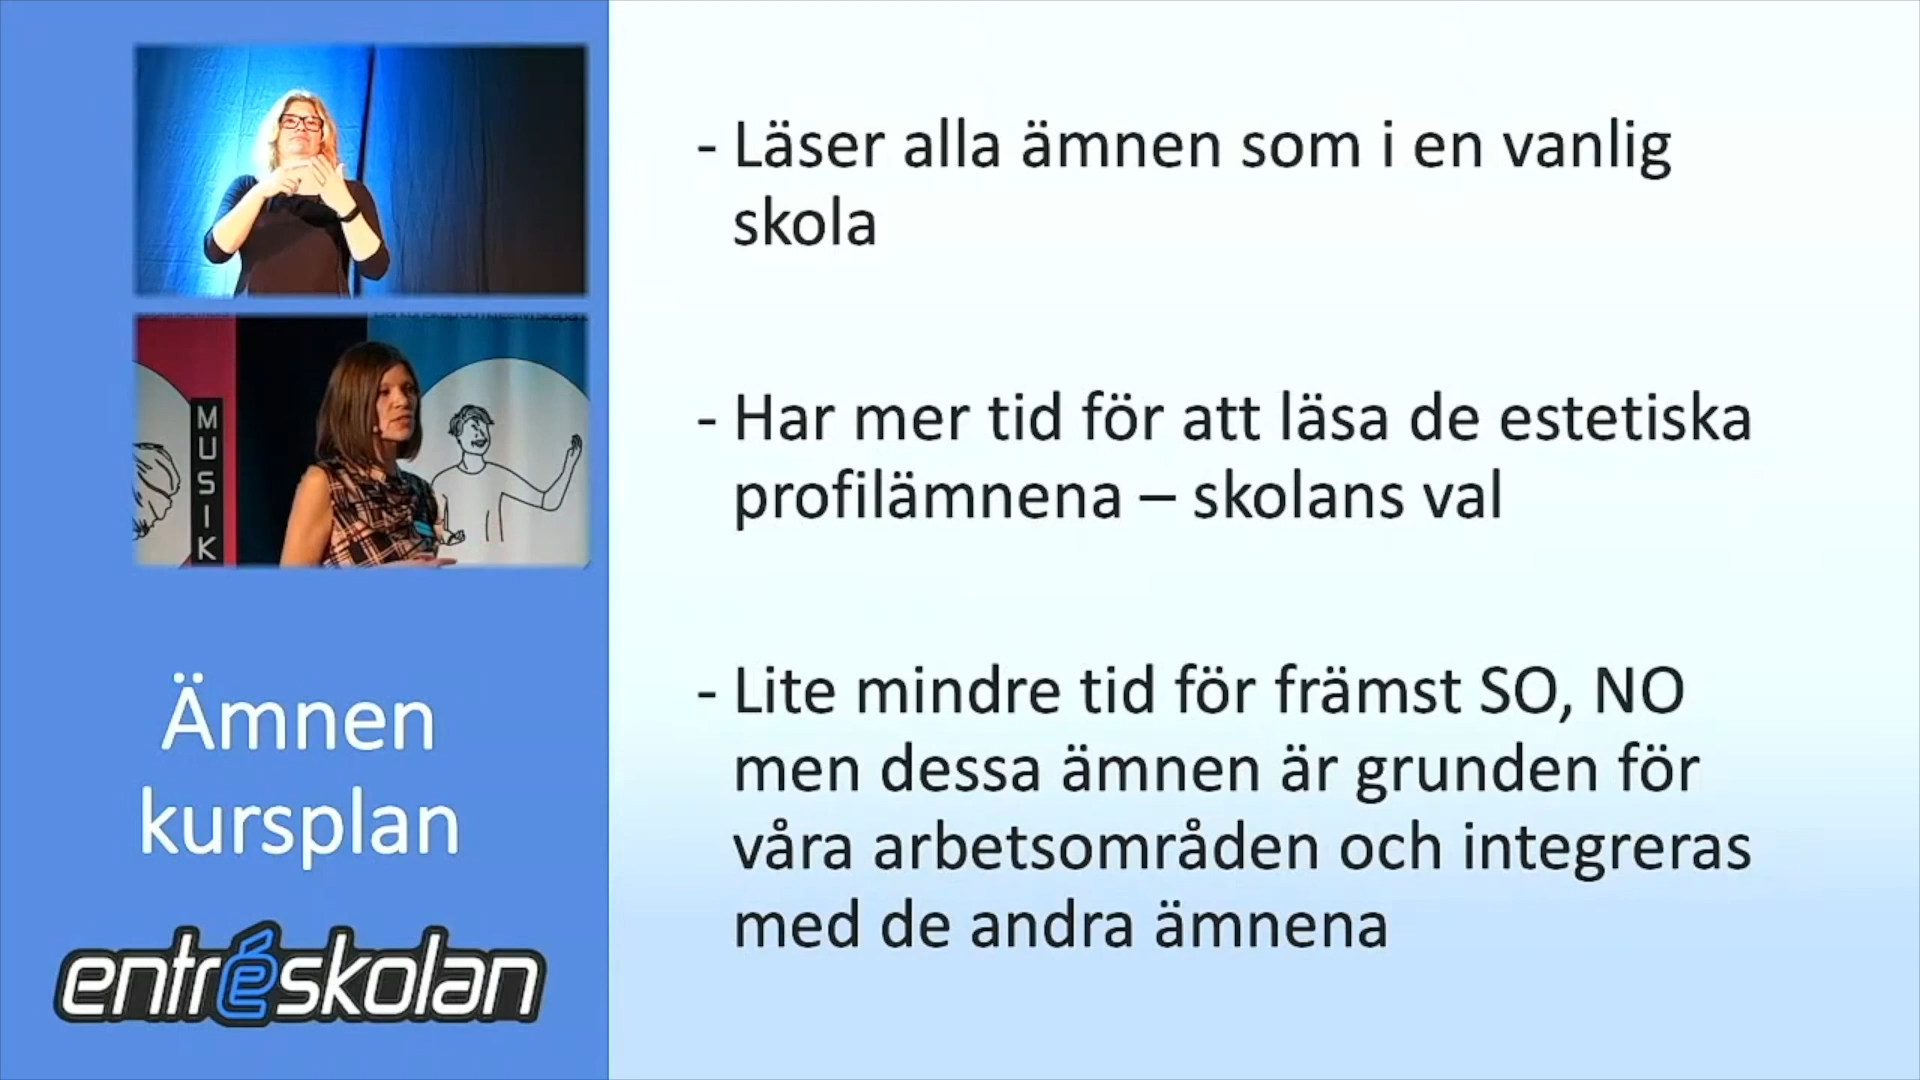 - Läser alla ämnen som i en vanlig
skola
- Har mer tid för att läsa de estetiska
profilämnena – skolans val
- Lite mindre tid för främst SO, NO
men dessa ämnen är grunden för
våra arbetsområden och integreras
med de andra ämnena
MUSIK
Ämnen
kursplan
entréskolan